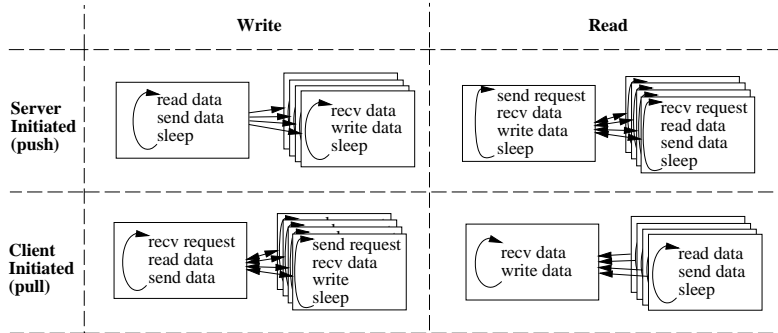 Write
Read
Server
Initiated
(push)
read data
send data
sleep
recv data
write data
sleep
send request
recv data
write data
sleep
recv request
read data
send data
sleep
Client
Initiated
(pull)
recv request
read data
send data
send request
recv data
write
sleep
recv data
write data
read data
send data
sleep